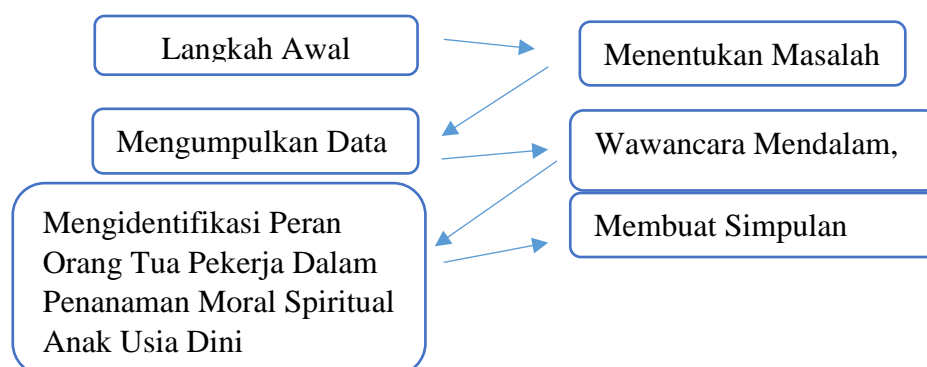 Langkah Awal
Menentukan Masalah
Mengumpulkan Data
Wawancara Mendalam,
Mengidentifikasi Peran
Orang Tua Pekerja Dalam
Penanaman Moral Spiritual
Anak Usia Dini
Membuat Simpulan